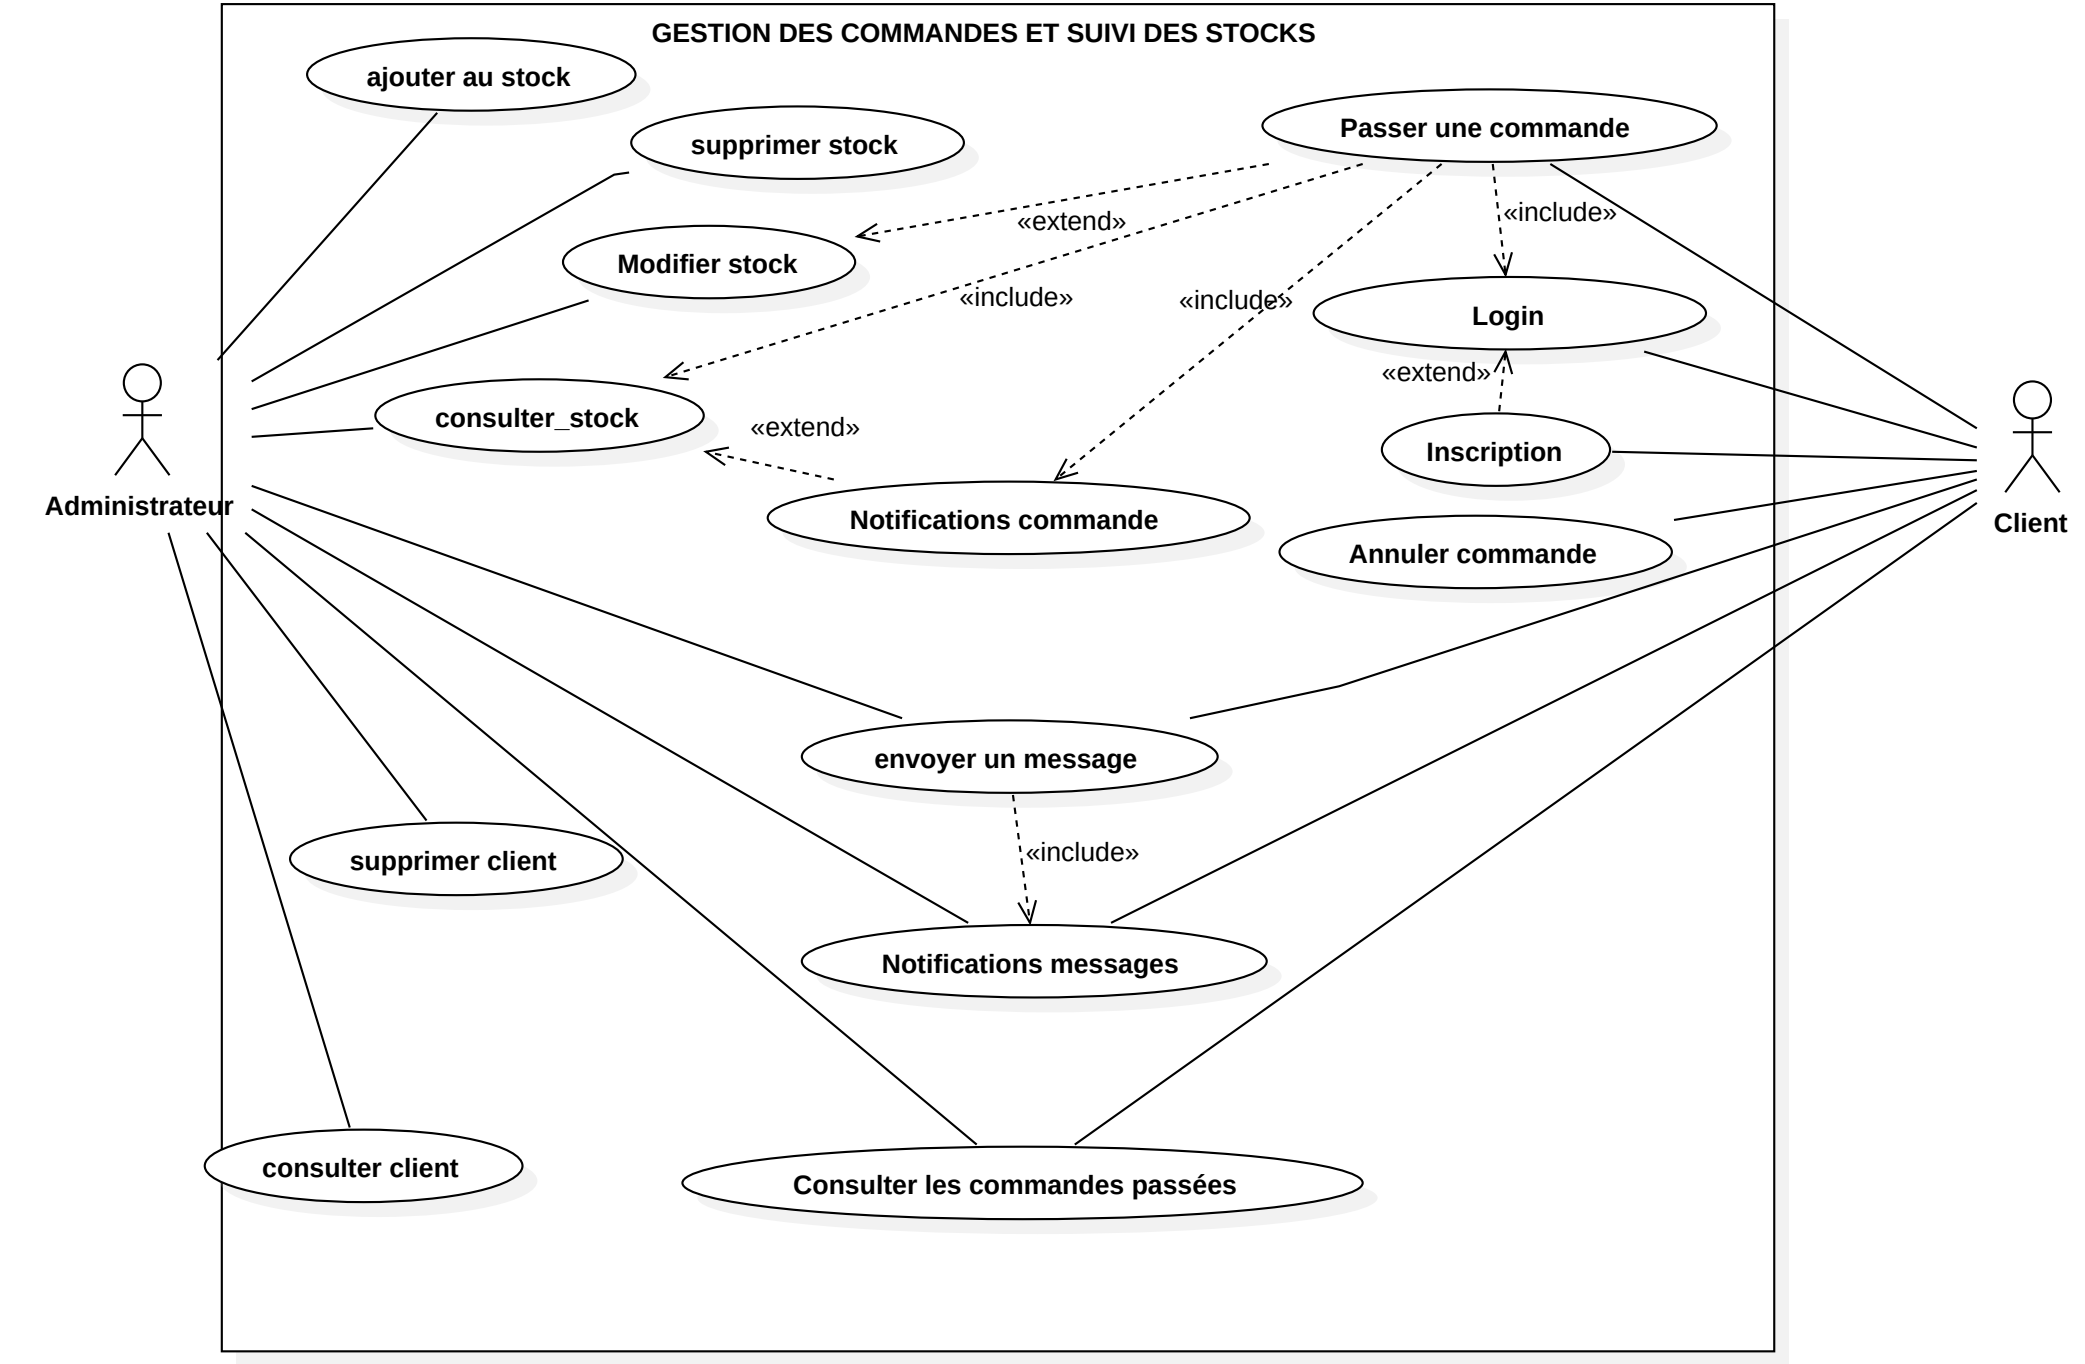 GESTION DES COMMANDES ET SUIVI DES STOCKS
ajouter au stock
supprimer stock
Passer une commande
«extend»
«include»
Modifier stock
«include»
«include»
Login
«extend»
consulter_stock
«extend»
Inscription
Administrateur
Notifications commande
Client
Annuler commande
envoyer un message
«include»
supprimer client
Notifications messages
consulter client
Consulter les commandes passées